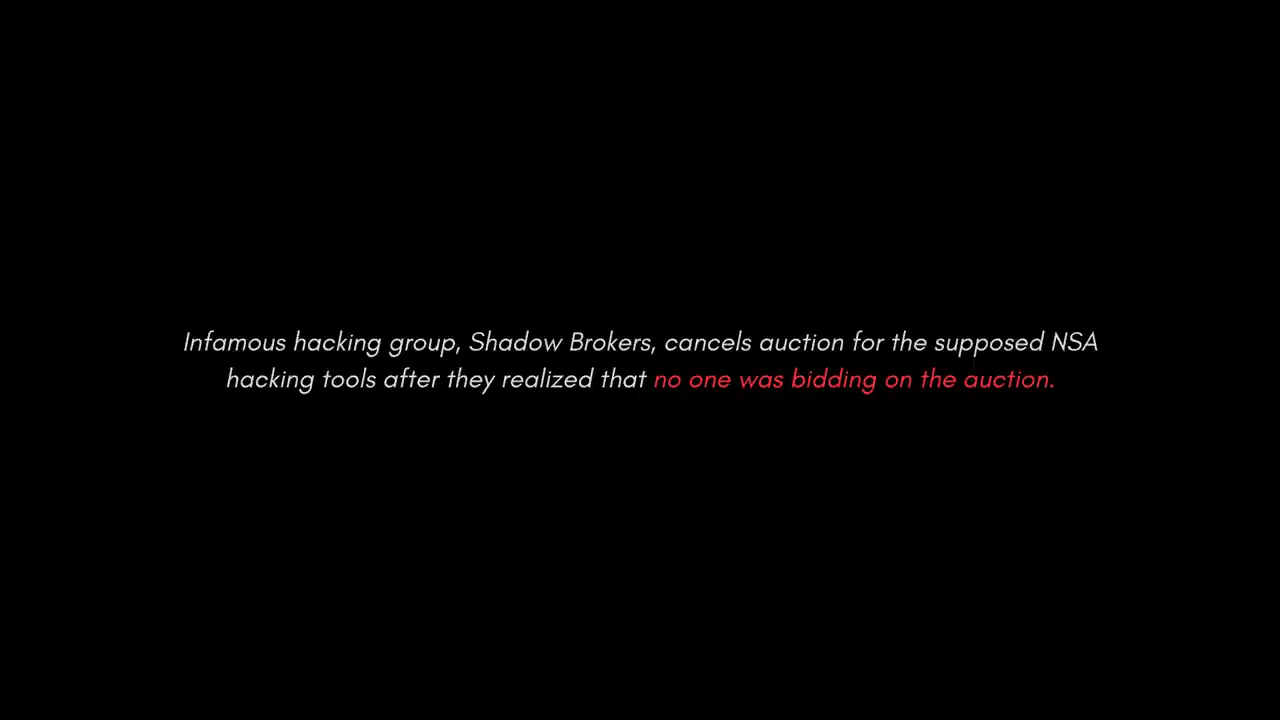 Infamous hacking group, Shadow Brokers, cancels auction for the supposed NSA
hacking tools after they realized that no one was bidding on the auction.